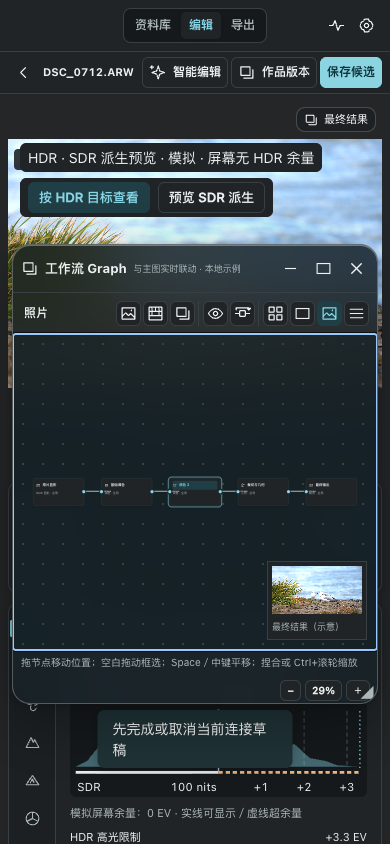 资料库 编辑 导出
DSC_0712.ARW 智能编辑 作品版本 保存候选
最终结果
HDR · SDR 派生预览 · 模拟 · 屏幕无 HDR 余量
按 HDR 目标查看 预览 SDR 派生
工作流 Graph 与主图实时联动 · 本地示例
照片
最终结果（示意）
拖节点移动位置；空白拖动框选；Space / 中键平移；捏合或 Ctrl+滚轮缩放
− 29% +
先完成或取消当前连接草
稿
SDR 100 nits +1 +2 +3
模拟屏幕余量：0 EV · 实线可显示 / 虚线超余量
HDR 高光限制 +3.3 EV